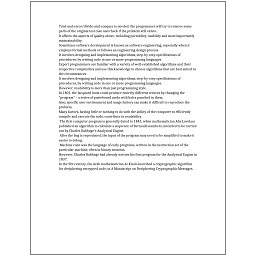 Trial-and-error/divide-and-conquer is needed: the programmer will try to remove some
parts of the original test case and check if the problem still exists.
It affects the aspects of quality above, including portability, usability and most importantly
maintainability.
Sometimes software development is known as software engineering, especially when it
employs formal methods or follows an engineering design process.
It involves designing and implementing algorithms, step-by-step specifications of
procedures, by writing code in one or more programming languages.
Expert programmers are familiar with a variety of well-established algorithms and their
respective complexities and use this knowledge to choose algorithms that are best suited to
the circumstances.
It involves designing and implementing algorithms, step-by-step specifications of
procedures, by writing code in one or more programming languages.
However, readability is more than just programming style.
In 1801, the Jacquard loom could produce entirely different weaves by changing the
"program" – a series of pasteboard cards with holes punched in them.
Also, specific user environment and usage history can make it difficult to reproduce the
problem.
Many factors, having little or nothing to do with the ability of the computer to efficiently
compile and execute the code, contribute to readability.
The first computer program is generally dated to 1843, when mathematician Ada Lovelace
published an algorithm to calculate a sequence of Bernoulli numbers, intended to be carried
out by Charles Babbage's Analytical Engine.
After the bug is reproduced, the input of the program may need to be simplified to make it
easier to debug.
Machine code was the language of early programs, written in the instruction set of the
particular machine, often in binary notation.
However, Charles Babbage had already written his first program for the Analytical Engine in
1837.
In the 9th century, the Arab mathematician Al-Kindi described a cryptographic algorithm
for deciphering encrypted code, in A Manuscript on Deciphering Cryptographic Messages.